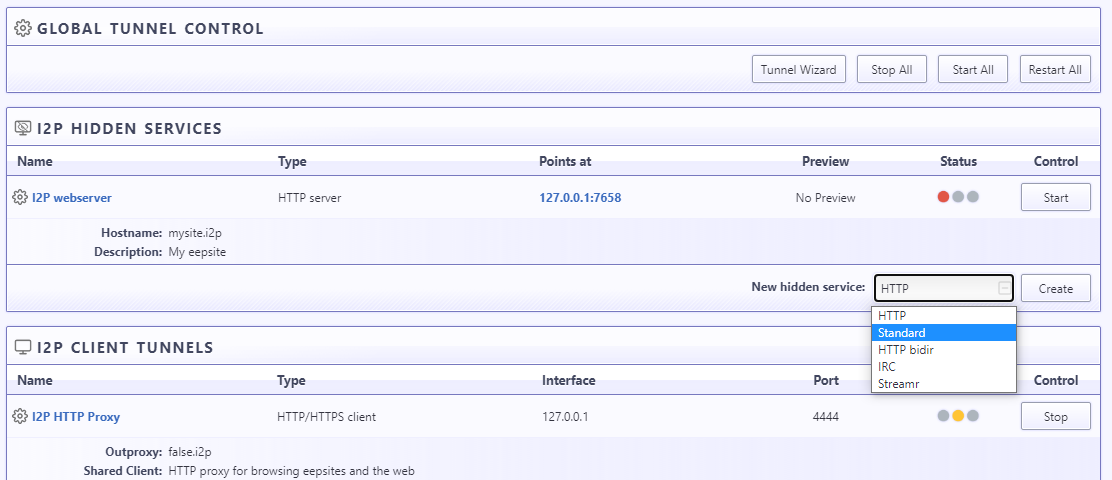 GLOBAL TUNNEL CONTROL
Tunnel Wizard Stop All Start All Restart All
I2P HIDDEN SERVICES
Name Type Points at Preview Status Control
I2P webserver HTTP server 127.0.0.1:7658 No Preview Start
Hostname: mysite.i2p
Description: My eepsite
New hidden service: HTTP Create
HTTP
Standard
HTTP bidir
IRC
Streamr
I2P CLIENT TUNNELS
Name Type Interface Port Control
I2P HTTP Proxy HTTP/HTTPS client 127.0.0.1 4444 Stop
Outproxy: false.i2p
Shared Client: HTTP proxy for browsing eepsites and the web